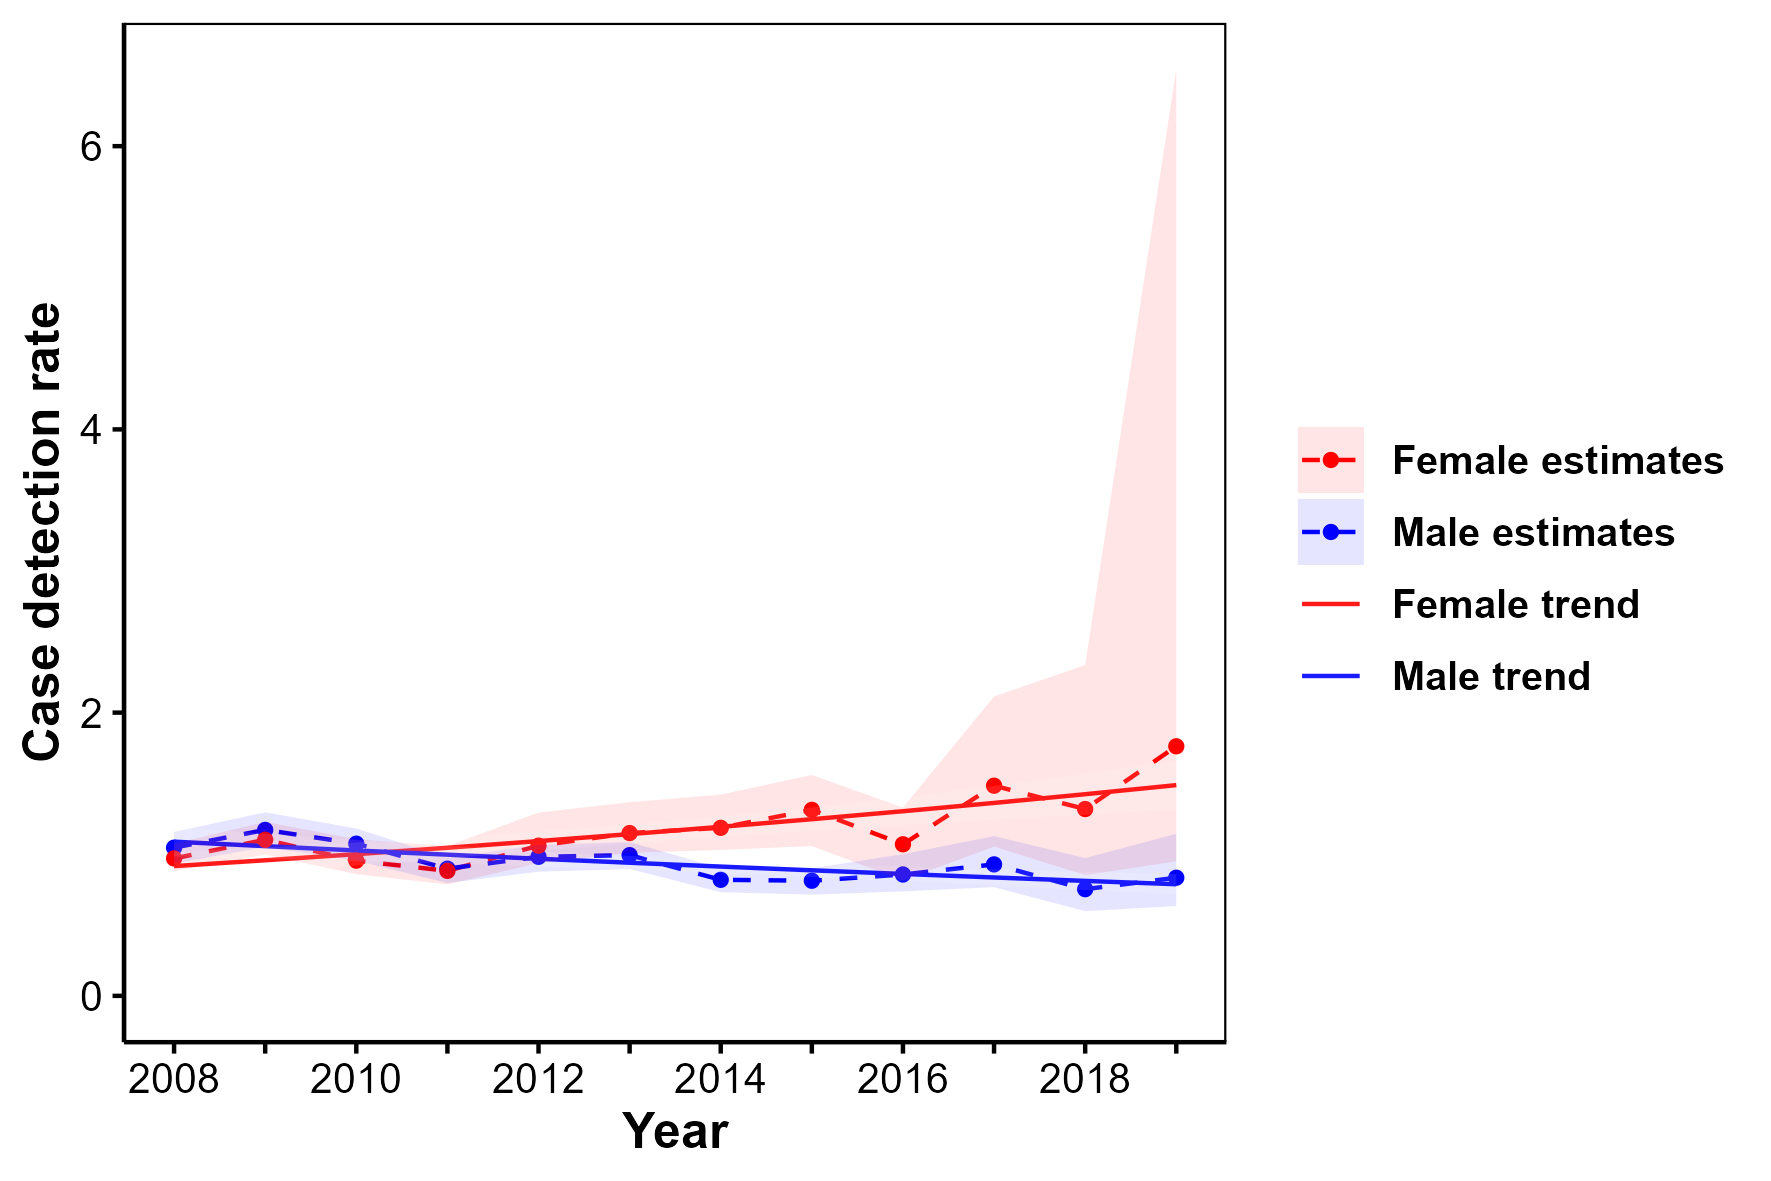 Case detection rate
6
4
2
0
2008 2010 2012 2014 2016 2018
Year
Female estimates
Male estimates
Female trend
Male trend